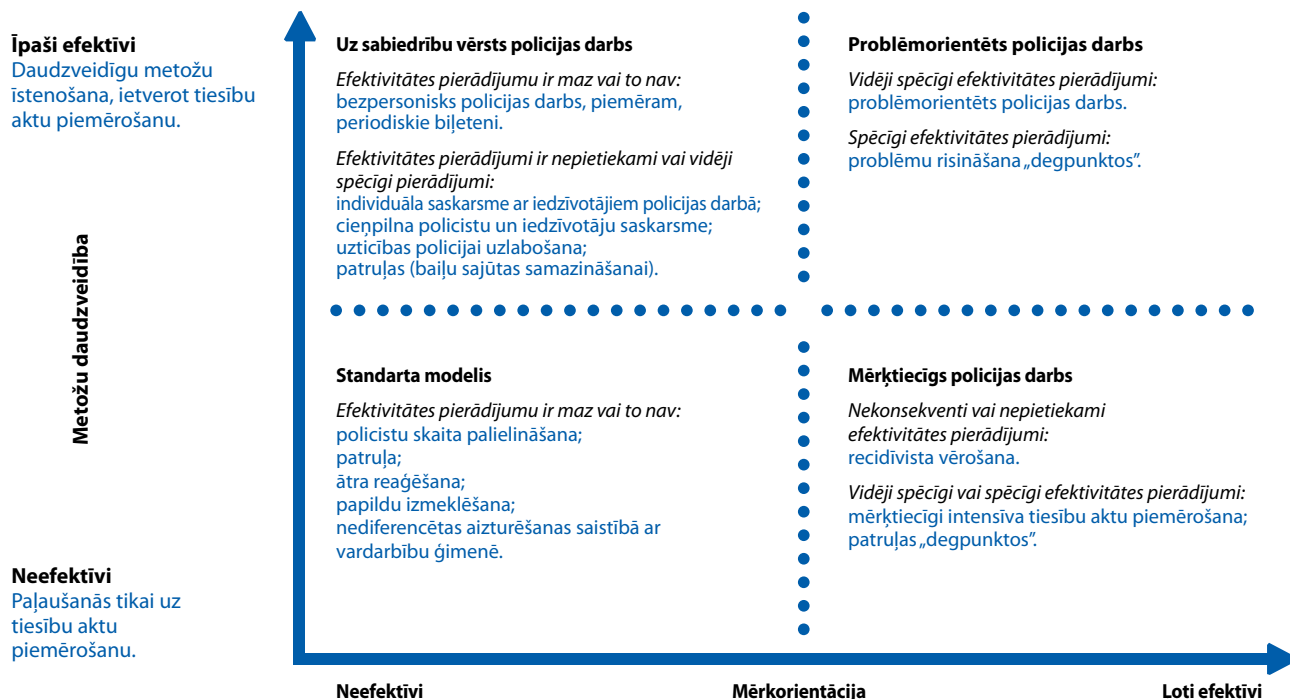 Īpaši efektīvi
Daudzveidīgu metožu
īstenošana, ietverot tiesību
aktu piemērošanu.
Metožu daudzveidība
Neefektīvi
Paļaušanās tikai uz
tiesību aktu
piemērošanu.
Uz sabiedrību vērsts policijas darbs
Efektivitātes pierādījumu ir maz vai to nav:
bezpersonisks policijas darbs, piemēram,
periodiskie biļeteni.
Efektivitātes pierādījumi ir nepietiekami vai vidēji
spēcīgi pierādījumi:
individuāla saskarsme ar iedzīvotājiem policijas darbā;
cieņpilna policistu un iedzīvotāju saskarsme;
uzticības policijai uzlabošana;
patruļas (baiļu sajūtas samazināšanai).
Problēmorientēts policijas darbs
Vidēji spēcīgi efektivitātes pierādījumi:
problēmorientēts policijas darbs.
Spēcīgi efektivitātes pierādījumi:
problēmu risināšana „degpunktos”.
Standarta modelis
Efektivitātes pierādījumu ir maz vai to nav:
policistu skaita palielināšana;
patruļa;
ātra reaģēšana;
papildu izmeklēšana;
nediferencētas aizturēšanas saistībā ar
vardarbību ģimenē.
Mērķtiecīgs policijas darbs
Nekonsekventi vai nepietiekami
efektivitātes pierādījumi:
recidīvista vērošana.
Vidēji spēcīgi vai spēcīgi efektivitātes pierādījumi:
mērķtiecīgi intensīva tiesību aktu piemērošana;
patruļas „degpunktos”.
Neefektīvi
Mērķorientācija
Ļoti efektīvi